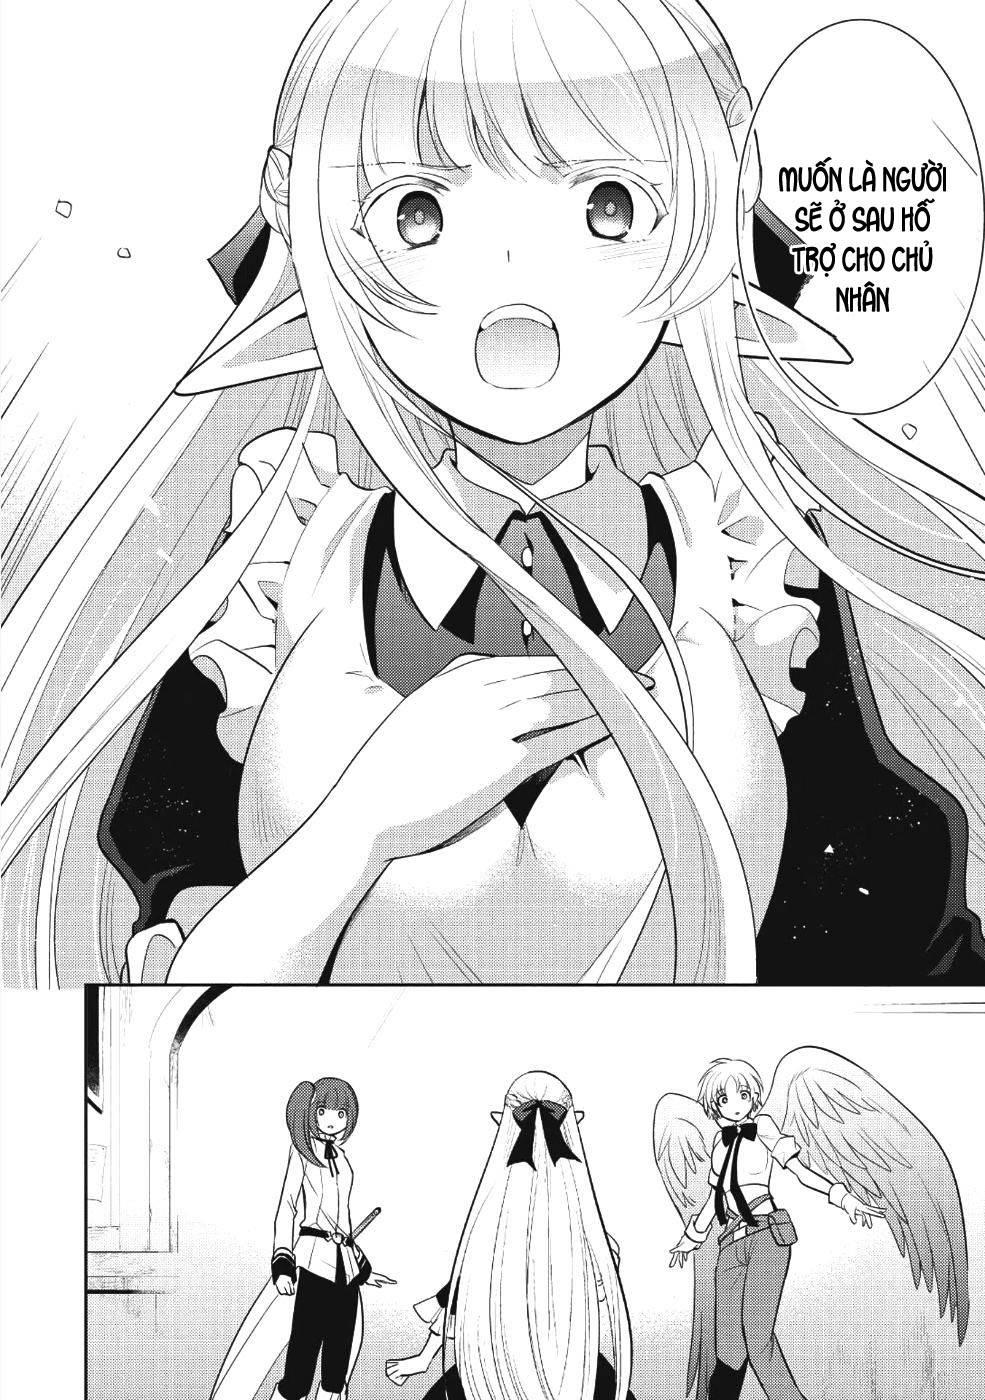 MUỐN LÀ NGƯỜI
SẼ Ở SAU HỖ
TRỢ CHO CHỦ
NHÂN